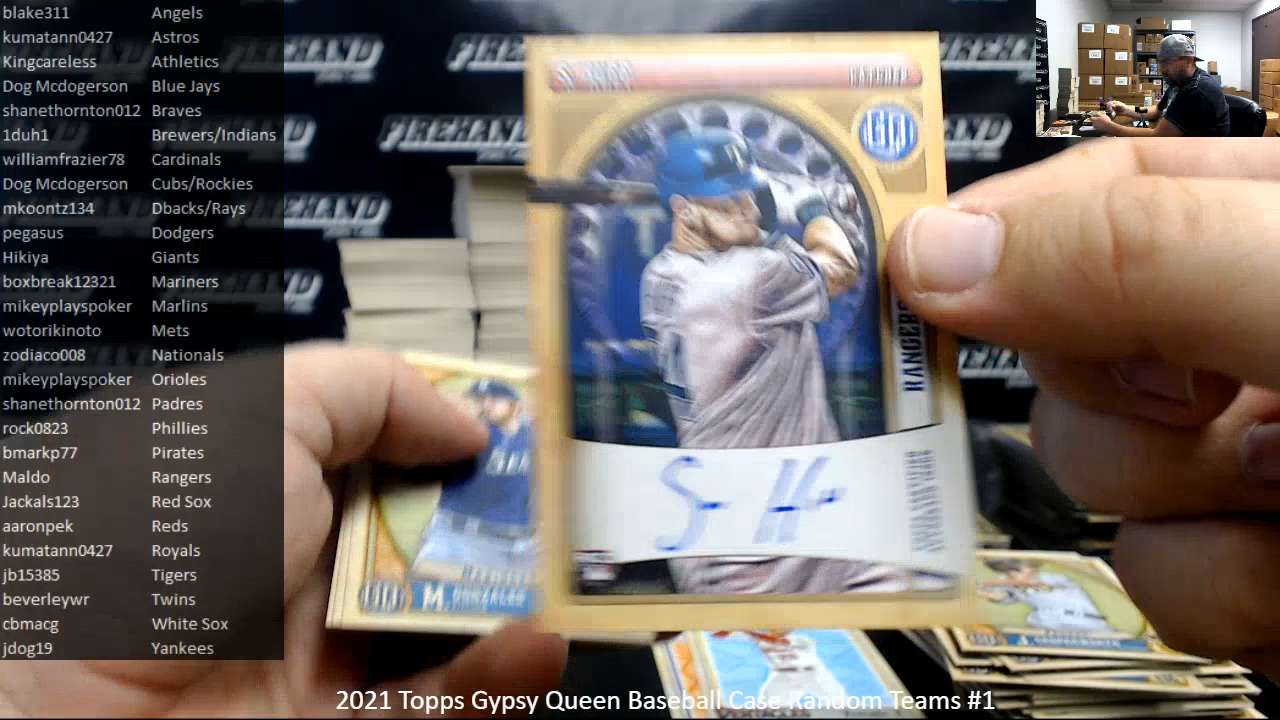 blake311 Angels
kumatann0427 Astros
Kingcareless Athletics
Dog Mcdogerson Blue Jays
shanethornton012 Braves
1duh1 Brewers/Indians
williamfrazier78 Cardinals
Dog Mcdogerson Cubs/Rockies
mkoontz134 Dbacks/Rays
pegasus Dodgers
Hikiya Giants
boxbreak12321 Mariners
mikeyplayspoker Marlins
wotorikinoto Mets
zodiaco008 Nationals
mikeyplayspoker Orioles
shanethornton012 Padres
rock0823 Phillies
bmarkp77 Pirates
Maldo Rangers
Jackals123 Red Sox
aaronpek Reds
kumatann0427 Royals
jb15385 Tigers
beverleywr Twins
cbmacg White Sox
jdog19 Yankees
FIREHAND
FIREHAND
CATCHER
GQ
RANGERS
2021 Topps Gypsy Queen Baseball Case Random Teams #1